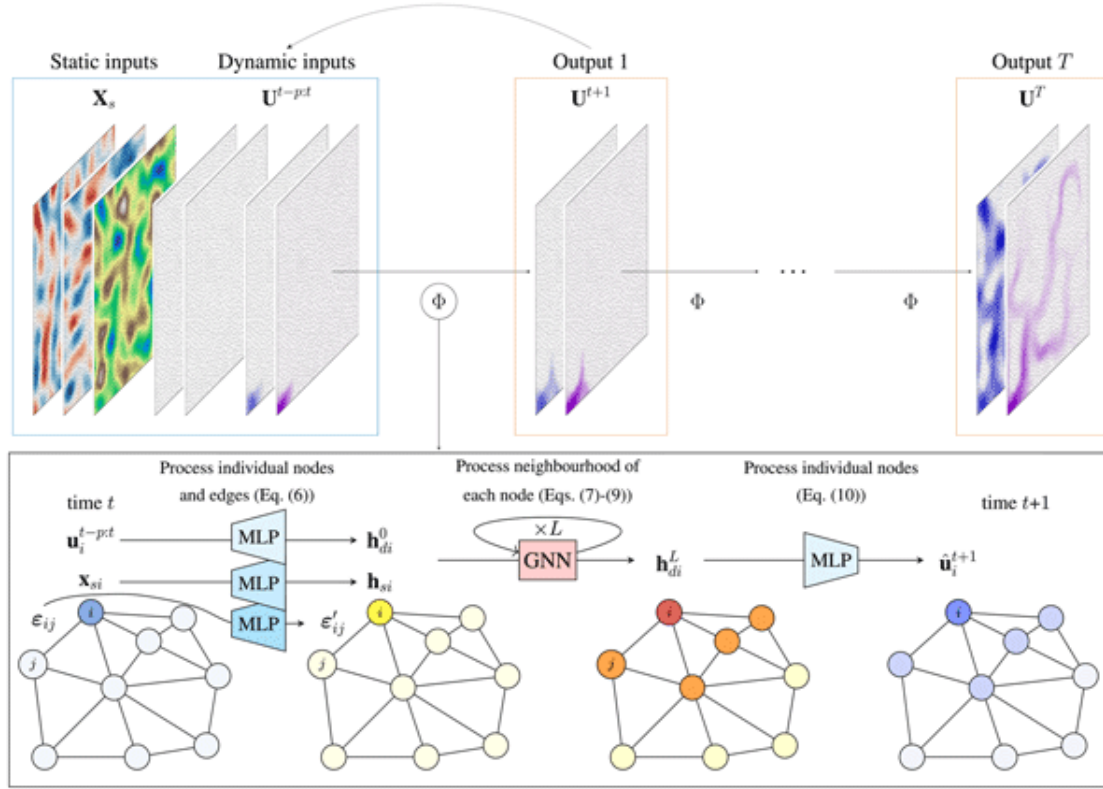 Static inputs
Dynamic inputs
Output 1
Output T
X_s
U^{t−p:t}
U^{t+1}
U^T
Φ
Φ
...
Φ
Process individual nodes
and edges (Eq. (6))
Process neighbourhood of
each node (Eqs. (7)-(9))
Process individual nodes
(Eq. (10))
time t
time t+1
u_i^{t−p:t}
MLP
h_{di}^0
×L
GNN
h_{di}^L
MLP
û_i^{t+1}
x_{si}
MLP
h_{si}
ε_{ij}
MLP
ε'_{ij}
i
i
i
i
j
j
j